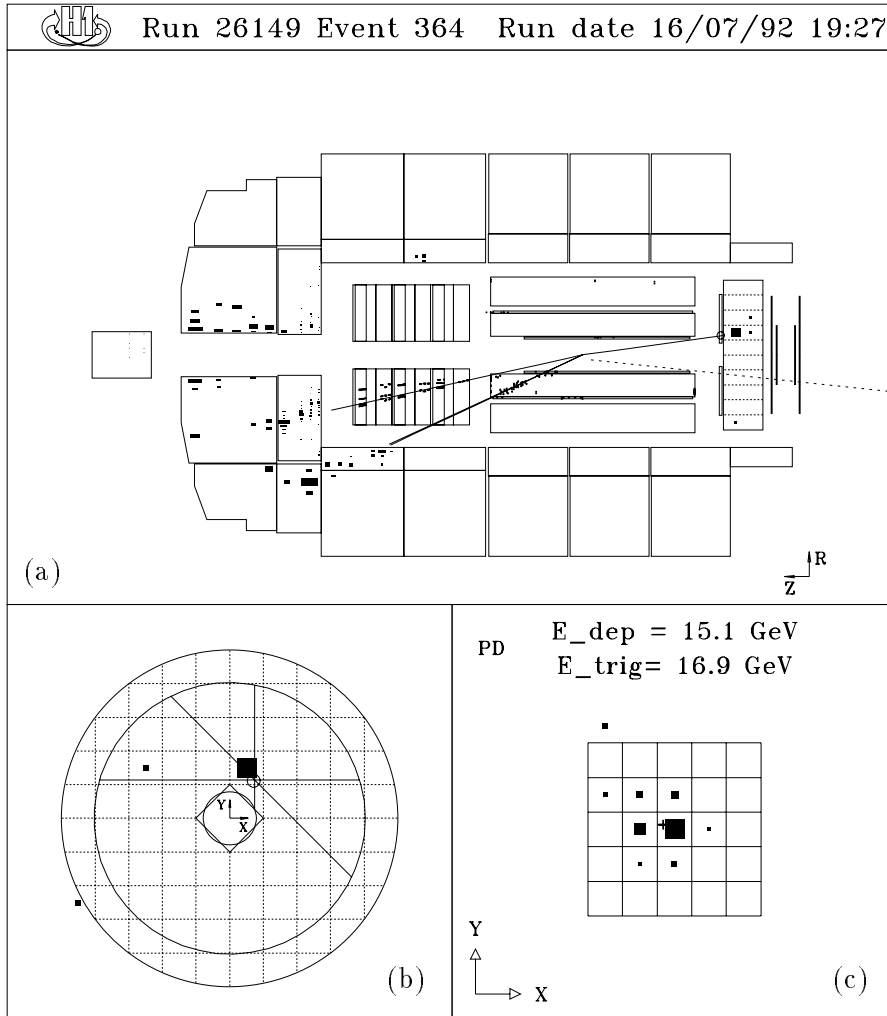 H1 Run 26149 Event 364 Run date 16/07/92 19:27
(a)
R
Z
Y
X
(b)
PD
E_dep = 15.1 GeV
E_trig= 16.9 GeV
Y
X
(c)